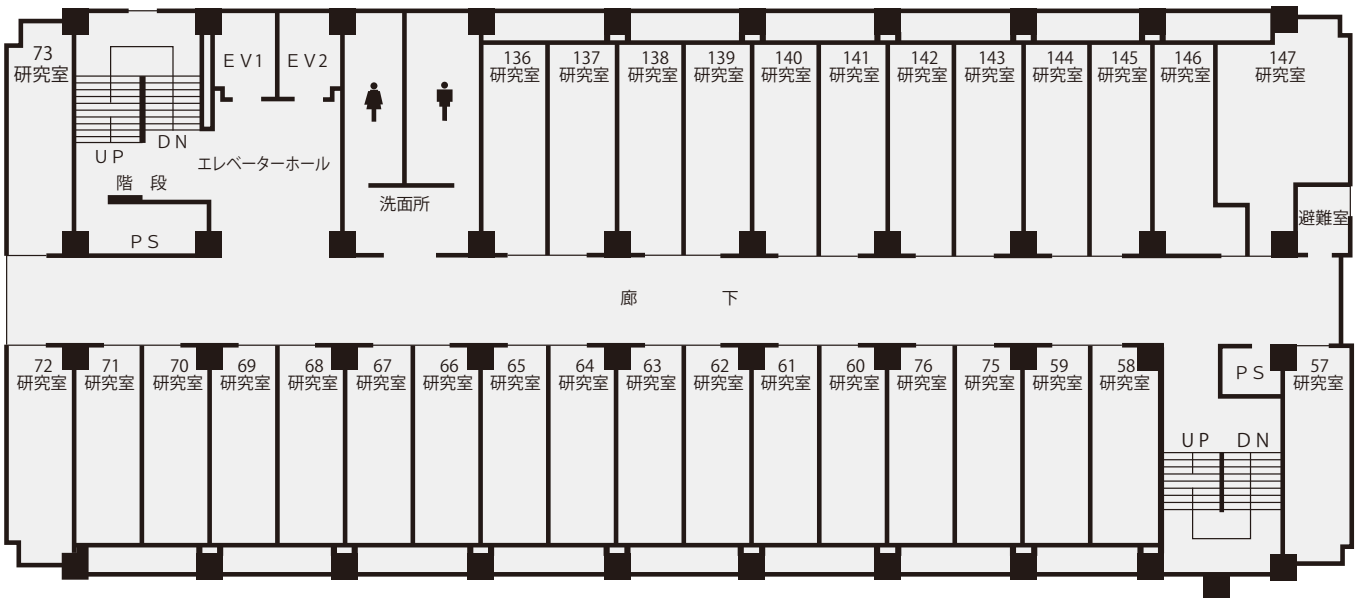 73
研究室
EV1
EV2
136
研究室
137
研究室
138
研究室
139
研究室
140
研究室
141
研究室
142
研究室
143
研究室
144
研究室
145
研究室
146
研究室
147
研究室
UP
DN
エレベーターホール
階 段
洗面所
PS
避難室
廊 下
72
研究室
71
研究室
70
研究室
69
研究室
68
研究室
67
研究室
66
研究室
65
研究室
64
研究室
63
研究室
62
研究室
61
研究室
60
研究室
76
研究室
75
研究室
59
研究室
58
研究室
PS
57
研究室
UP
DN